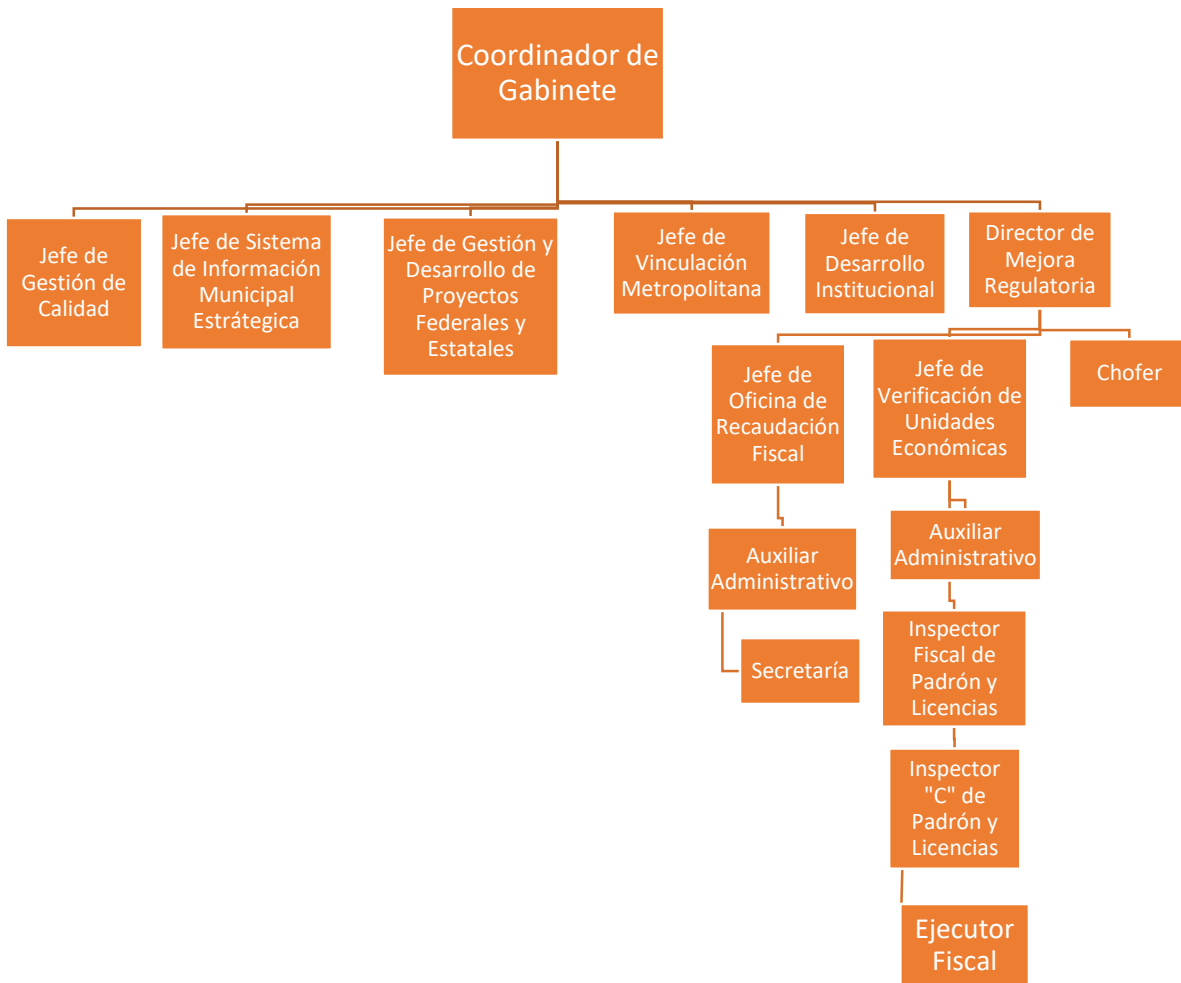 Coordinador de
Gabinete
Jefe de
Gestión de
Calidad
Jefe de Sistema
de Información
Municipal
Estrátegica
Jefe de Gestión y
Desarrollo de
Proyectos
Federales y
Estatales
Jefe de
Vinculación
Metropolitana
Jefe de
Desarrollo
Institucional
Director de
Mejora
Regulatoria
Jefe de
Oficina de
Recaudación
Fiscal
Jefe de
Verificación de
Unidades
Económicas
Chofer
Auxiliar
Administrativo
Secretaría
Auxiliar
Administrativo
Inspector
Fiscal de
Padrón y
Licencias
Inspector
"C" de
Padrón y
Licencias
Ejecutor
Fiscal